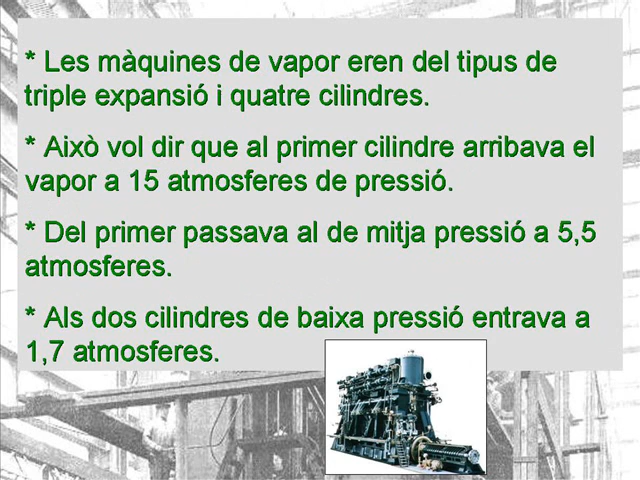 * Les màquines de vapor eren del tipus de
triple expansió i quatre cilindres.
* Això vol dir que al primer cilindre arribava el
vapor a 15 atmosferes de pressió.
* Del primer passava al de mitja pressió a 5,5
atmosferes.
* Als dos cilindres de baixa pressió entrava a
1,7 atmosferes.